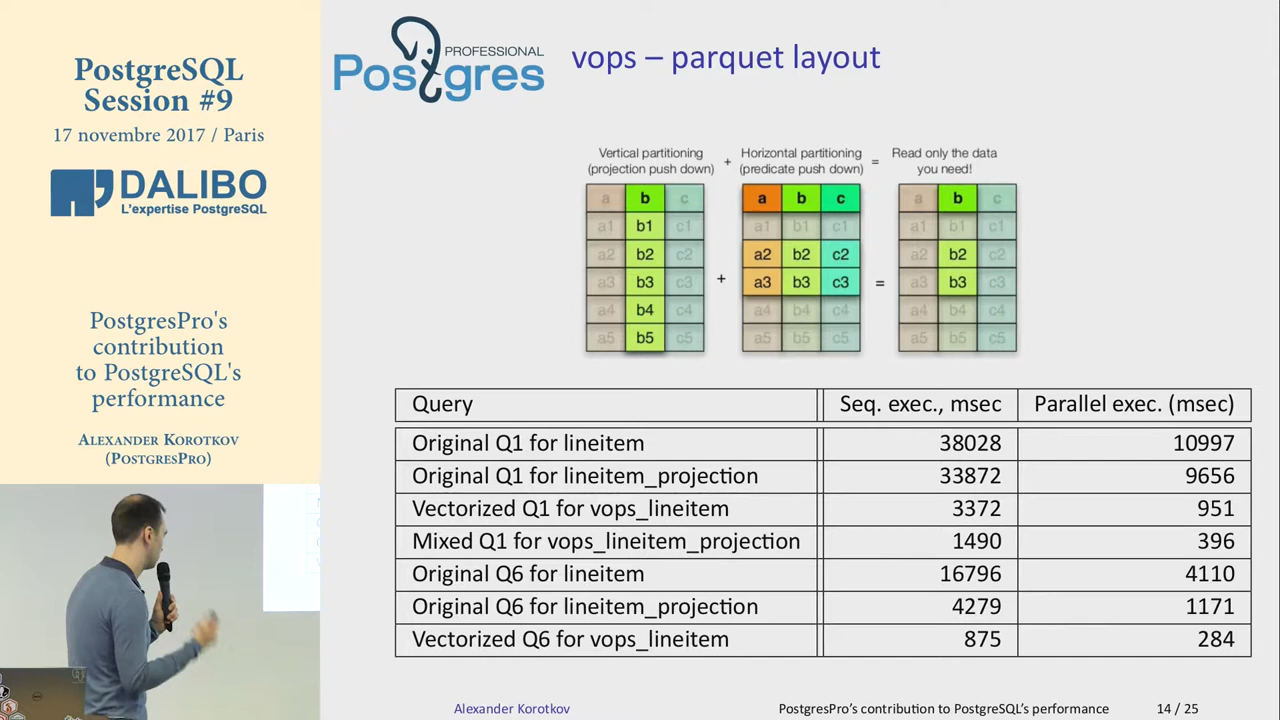 PostgreSQL
Session #9
17 novembre 2017 / Paris
DALIBO
L'expertise PostgreSQL
PostgresPro's
contribution
to PostgreSQL's
performance
Alexander Korotkov
(PostgresPro)
PROFESSIONAL
Postgres
vops – parquet layout
Vertical partitioning
(projection push down)
+
Horizontal partitioning
(predicate push down)
=
Read only the data
you need!
a b c
a1 b1 c1
a2 b2 c2
a3 b3 c3
a4 b4 c4
a5 b5 c5
+
a b c
a1 b1 c1
a2 b2 c2
a3 b3 c3
a4 b4 c4
a5 b5 c5
=
a b c
a1 b1 c1
a2 b2 c2
a3 b3 c3
a4 b4 c4
a5 b5 c5
Query Seq. exec., msec Parallel exec. (msec)
Original Q1 for lineitem 38028 10997
Original Q1 for lineitem_projection 33872 9656
Vectorized Q1 for vops_lineitem 3372 951
Mixed Q1 for vops_lineitem_projection 1490 396
Original Q6 for lineitem 16796 4110
Original Q6 for lineitem_projection 4279 1171
Vectorized Q6 for vops_lineitem 875 284
Alexander Korotkov PostgresPro's contribution to PostgreSQL's performance 14 / 25